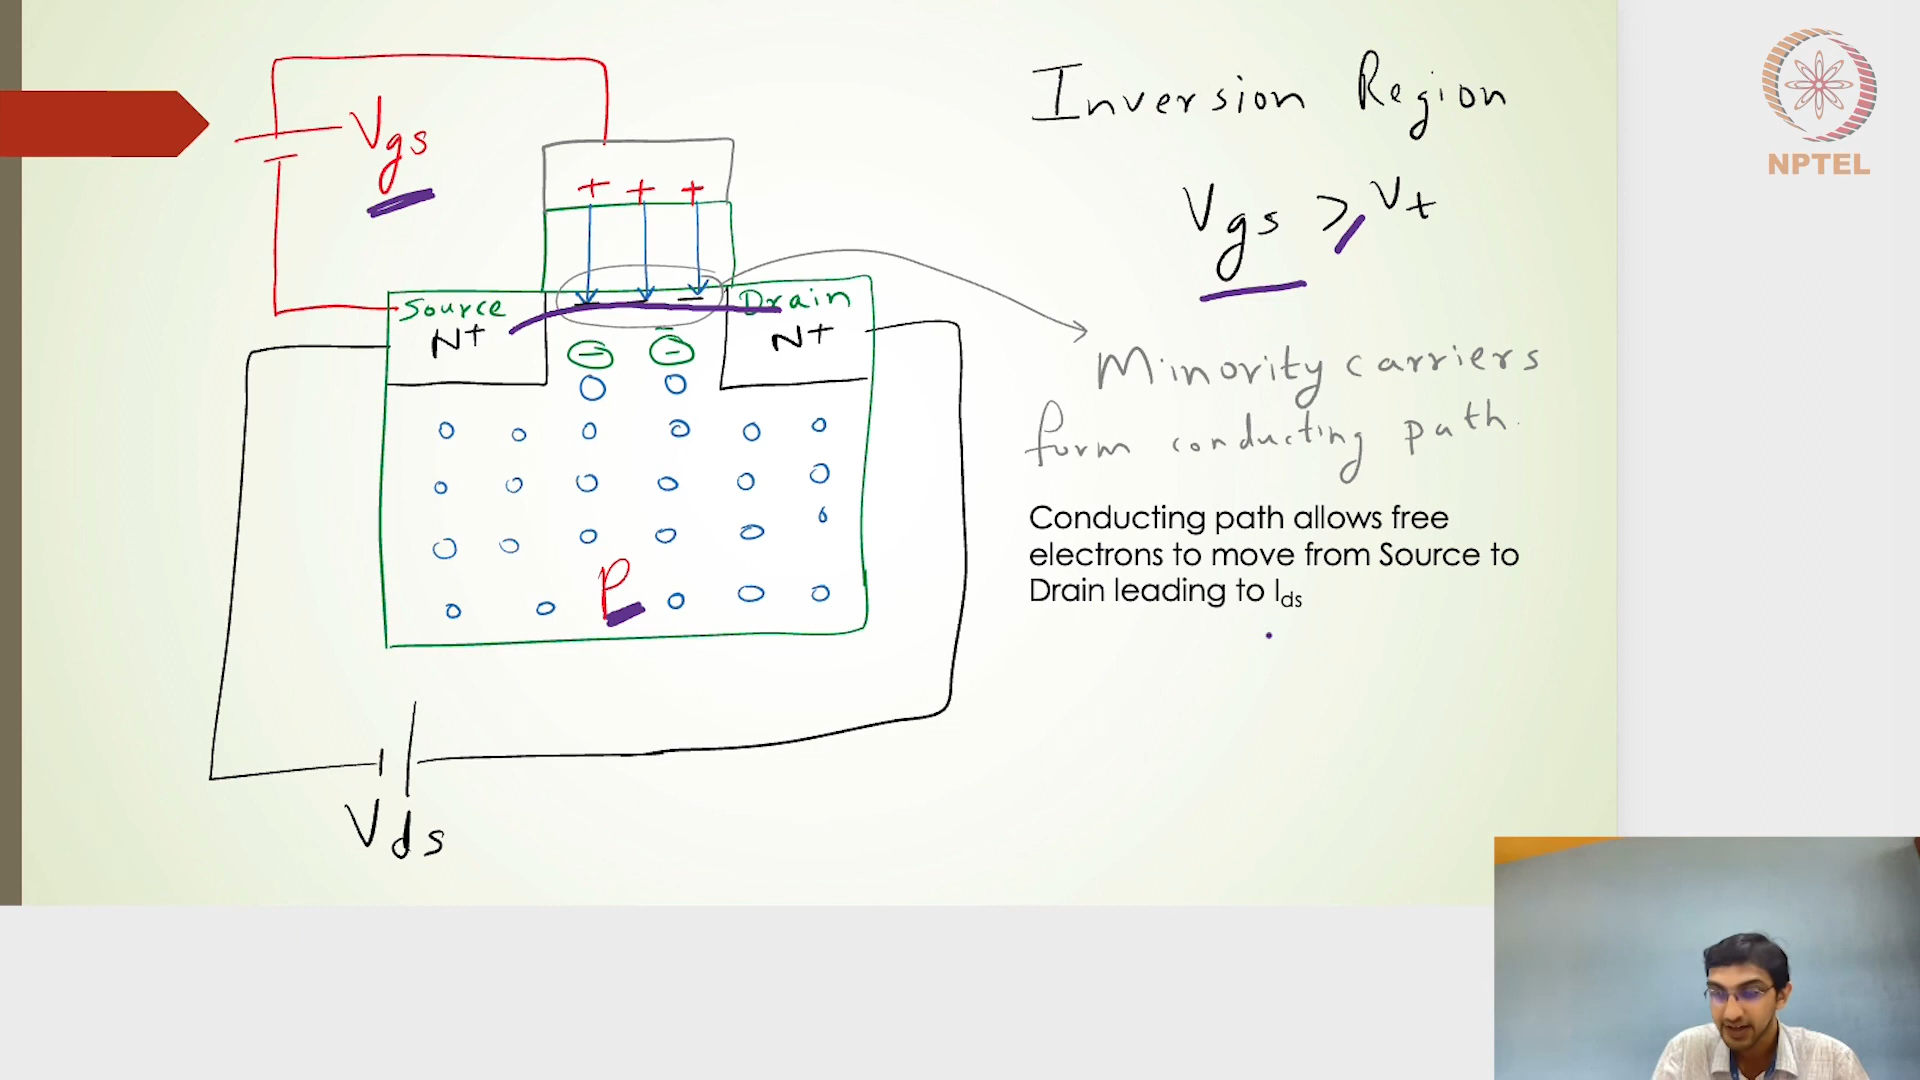 Inversion Region
NPTEL
Vgs
Vgs ≥ Vt
+ + +
Source
Drain
N+
N+
Minority carriers
form conducting path.
Conducting path allows free
electrons to move from Source to
Drain leading to Ids
P
Vds